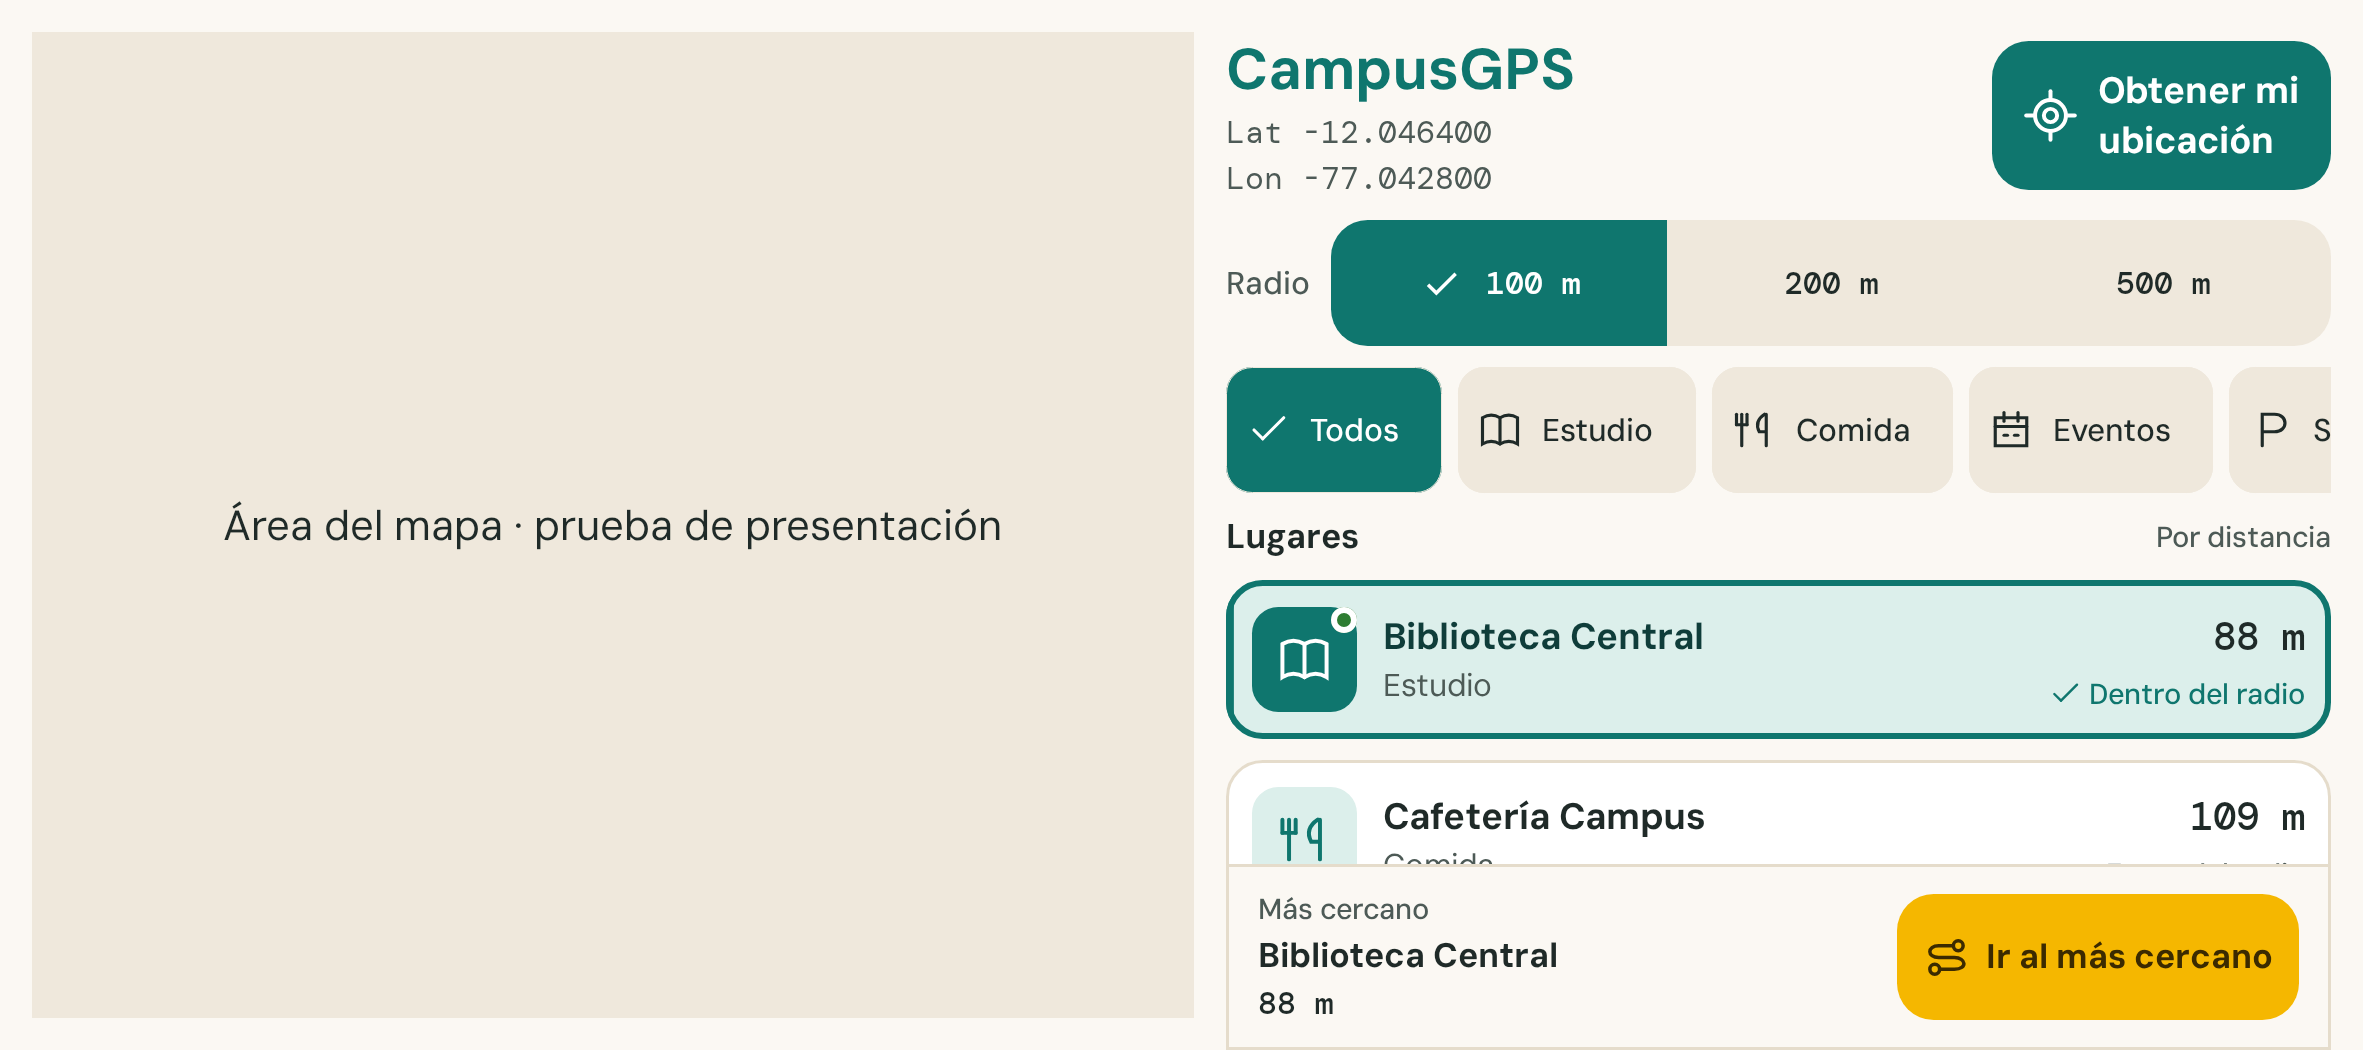 Área del mapa · prueba de presentación
CampusGPS
Lat -12.046400
Lon -77.042800
Obtener mi
ubicación
Radio
100 m
200 m
500 m
Todos
Estudio
Comida
Eventos
Lugares
Por distancia
Biblioteca Central
88 m
Estudio
Dentro del radio
Cafetería Campus
109 m
Comida
Más cercano
Biblioteca Central
88 m
Ir al más cercano